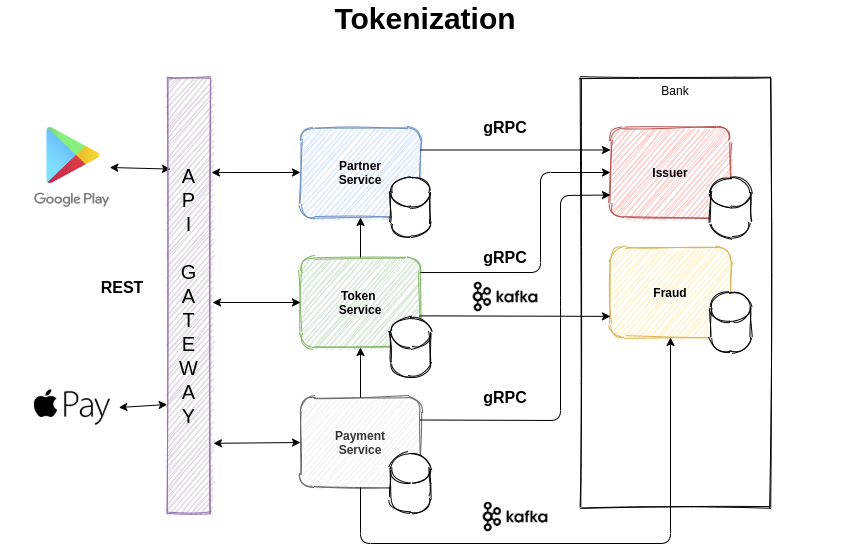 Tokenization
Bank
gRPC
Partner
Service
Issuer
Google Play
A
P
I
G
A
T
E
W
A
Y
REST
gRPC
kafka
Token
Service
Fraud
Pay
gRPC
Payment
Service
kafka